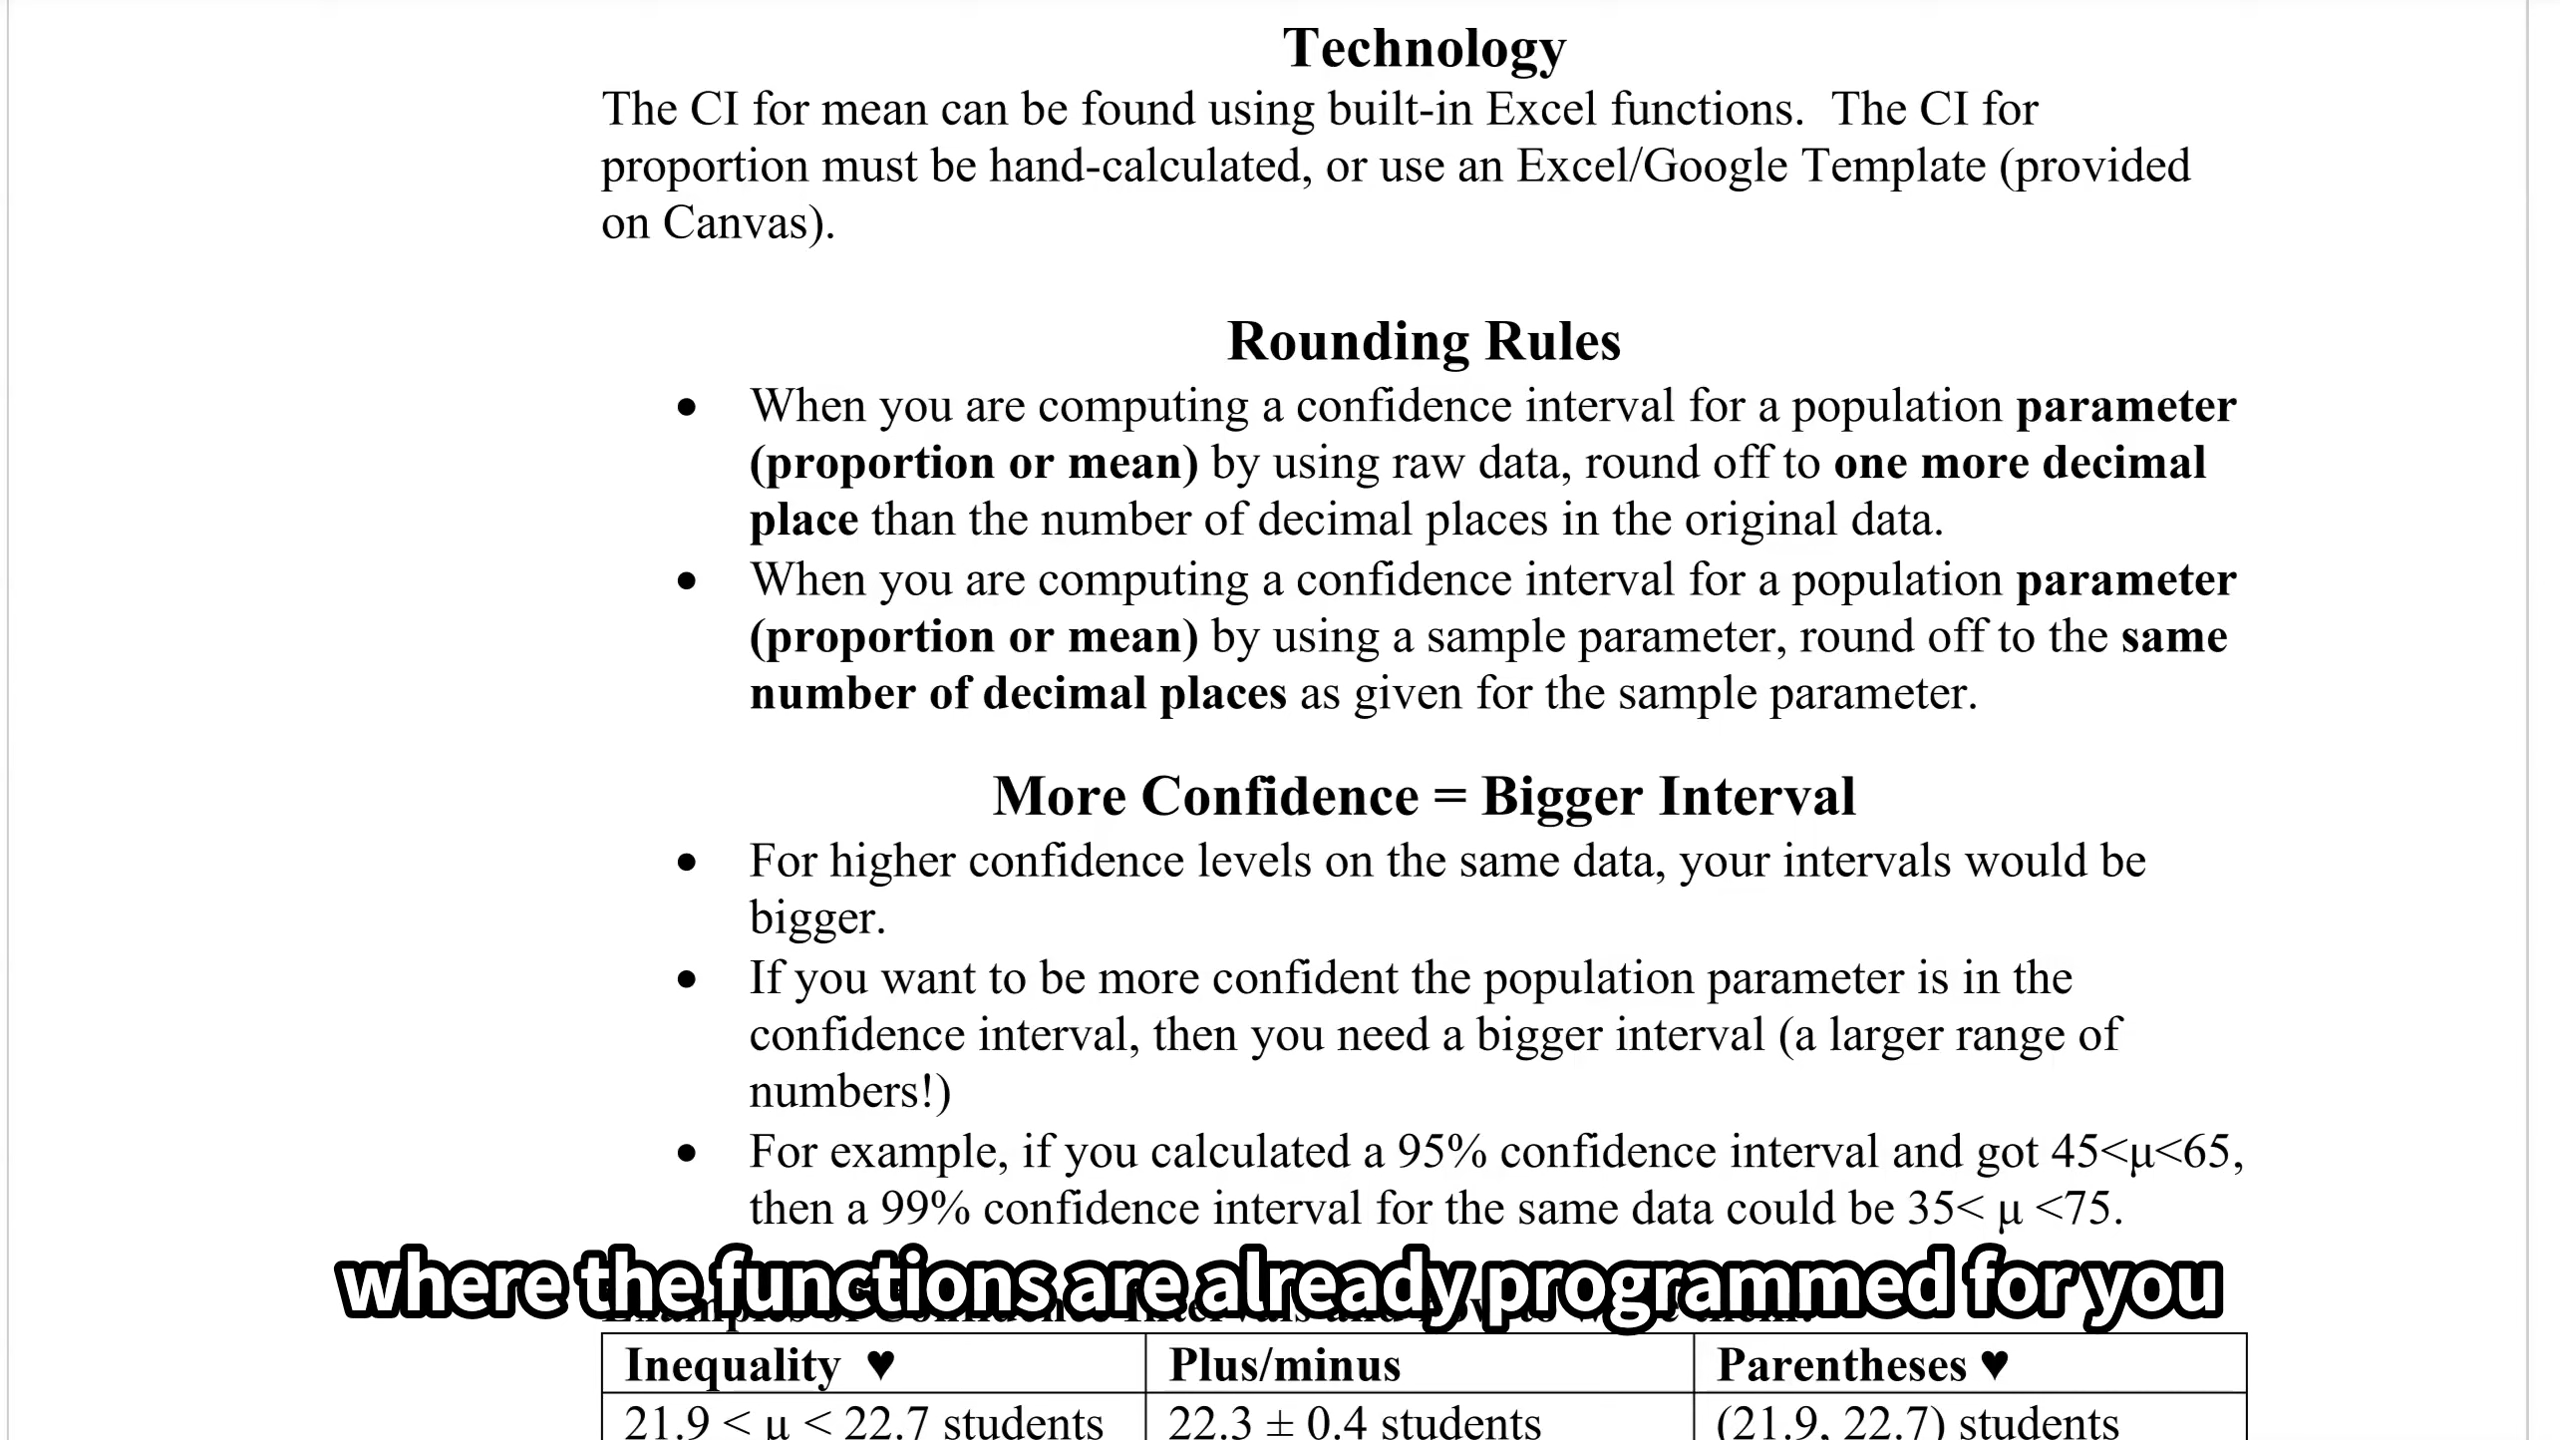 Technology
The CI for mean can be found using built-in Excel functions.  The CI for
proportion must be hand-calculated, or use an Excel/Google Template (provided
on Canvas).
Rounding Rules
● When you are computing a confidence interval for a population parameter
(proportion or mean) by using raw data, round off to one more decimal
place than the number of decimal places in the original data.
● When you are computing a confidence interval for a population parameter
(proportion or mean) by using a sample parameter, round off to the same
number of decimal places as given for the sample parameter.
More Confidence = Bigger Interval
● For higher confidence levels on the same data, your intervals would be
bigger.
● If you want to be more confident the population parameter is in the
confidence interval, then you need a bigger interval (a larger range of
numbers!)
● For example, if you calculated a 95% confidence interval and got 45<μ<65,
then a 99% confidence interval for the same data could be 35< μ <75.
where the functions are already programmed for you
Inequality ♥ Plus/minus Parentheses ♥
21.9 < μ < 22.7 students 22.3 ± 0.4 students (21.9, 22.7) students